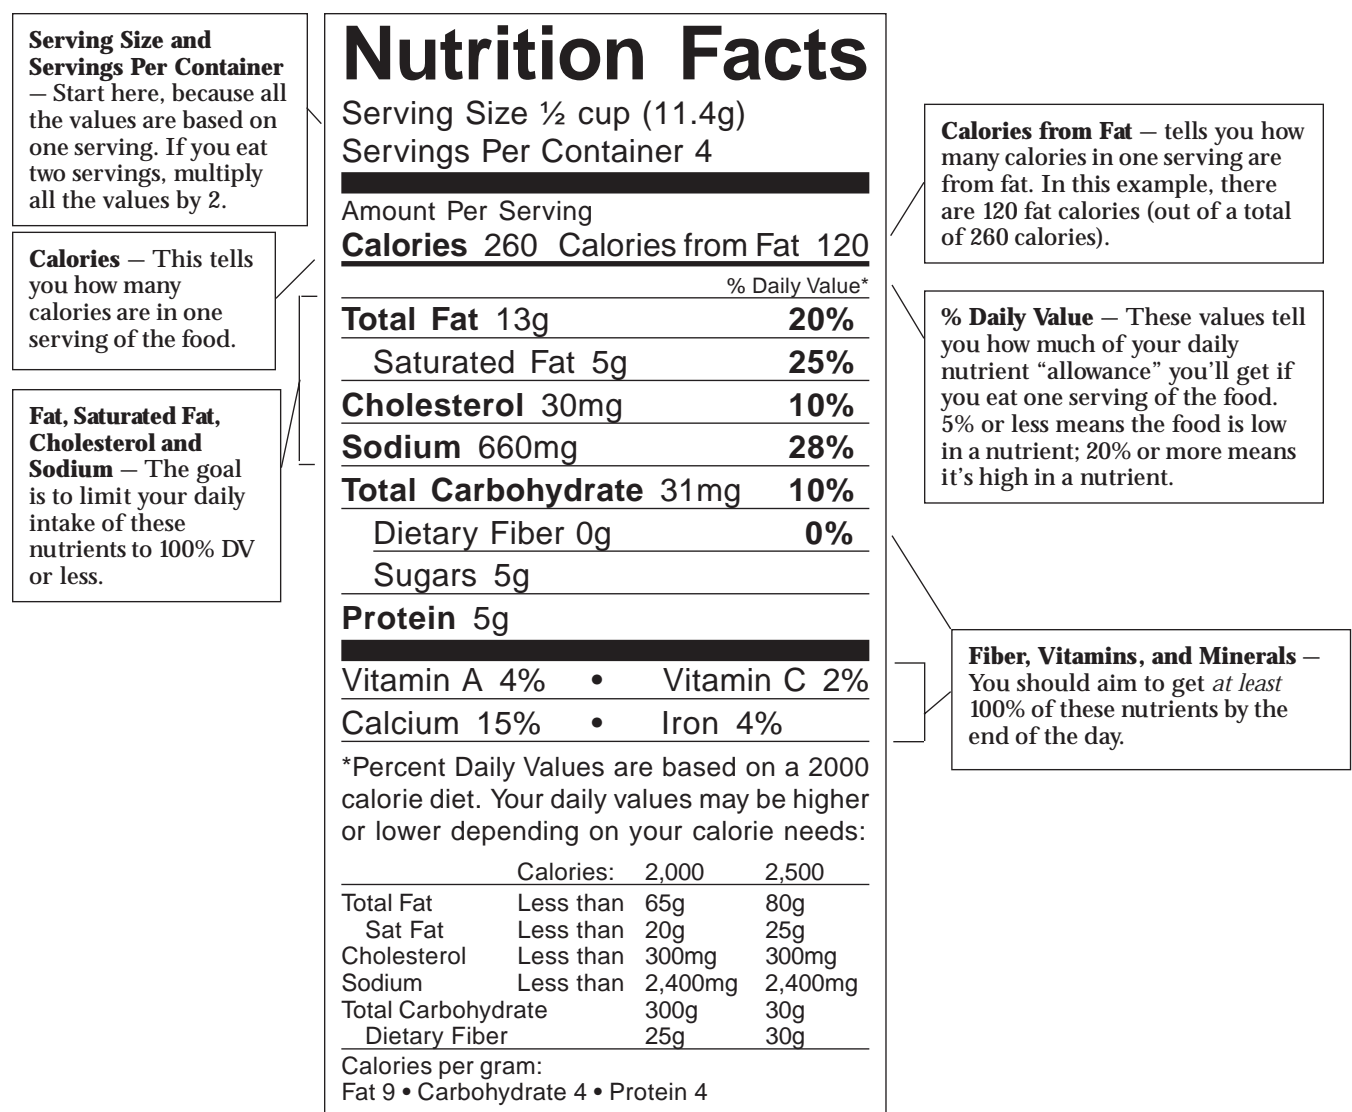 Serving Size and
Servings Per Container
— Start here, because all
the values are based on
one serving. If you eat
two servings, multiply
all the values by 2.
Calories — This tells
you how many
calories are in one
serving of the food.
Fat, Saturated Fat,
Cholesterol and
Sodium — The goal
is to limit your daily
intake of these
nutrients to 100% DV
or less.
Nutrition Facts
Serving Size ½ cup (11.4g)
Servings Per Container 4
Amount Per Serving
Calories 260 Calories from Fat 120
% Daily Value*
Total Fat 13g 20%
Saturated Fat 5g 25%
Cholesterol 30mg 10%
Sodium 660mg 28%
Total Carbohydrate 31mg 10%
Dietary Fiber 0g 0%
Sugars 5g
Protein 5g
Vitamin A 4% • Vitamin C 2%
Calcium 15% • Iron 4%
*Percent Daily Values are based on a 2000
calorie diet. Your daily values may be higher
or lower depending on your calorie needs:
Calories: 2,000 2,500
Total Fat Less than 65g 80g
Sat Fat Less than 20g 25g
Cholesterol Less than 300mg 300mg
Sodium Less than 2,400mg 2,400mg
Total Carbohydrate 300g 30g
Dietary Fiber 25g 30g
Calories per gram:
Fat 9 • Carbohydrate 4 • Protein 4
Calories from Fat — tells you how
many calories in one serving are
from fat. In this example, there
are 120 fat calories (out of a total
of 260 calories).
% Daily Value — These values tell
you how much of your daily
nutrient “allowance” you’ll get if
you eat one serving of the food.
5% or less means the food is low
in a nutrient; 20% or more means
it’s high in a nutrient.
Fiber, Vitamins, and Minerals —
You should aim to get at least
100% of these nutrients by the
end of the day.